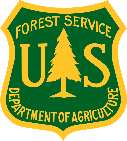 FOREST SERVICE
U S
DEPARTMENT OF AGRICULTURE